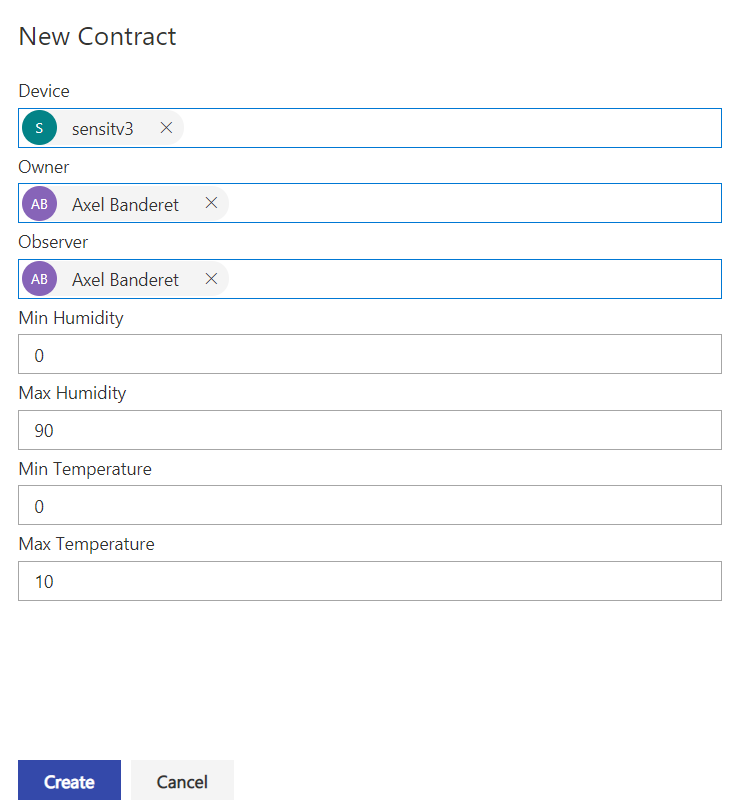 New Contract
Device
S sensitv3
Owner
AB Axel Banderet
Observer
AB Axel Banderet
Min Humidity
0
Max Humidity
90
Min Temperature
0
Max Temperature
10
Create Cancel